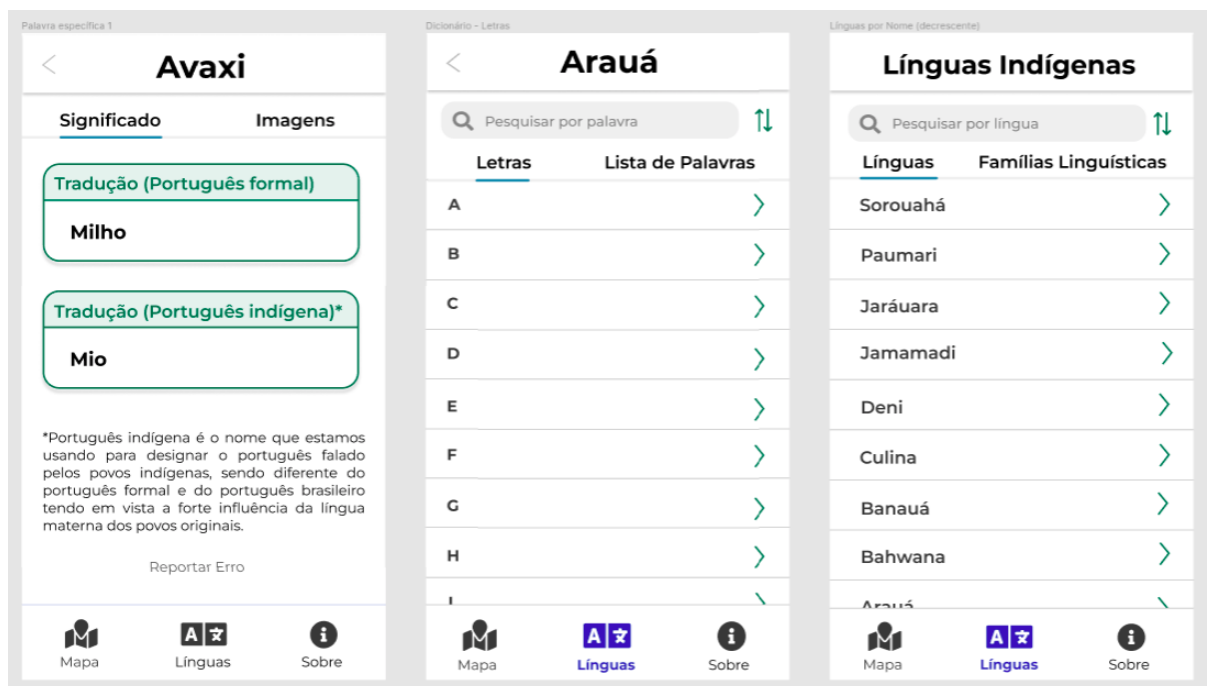 Palavra específica 1
Avaxi
Significado Imagens
Tradução (Português formal)
Milho
Tradução (Português indígena)*
Mio
*Português indígena é o nome que estamos
usando para designar o português falado
pelos povos indígenas, sendo diferente do
português formal e do português brasileiro
tendo em vista a forte influência da língua
materna dos povos originais.
Reportar Erro
Mapa Línguas Sobre
Dicionário - Letras
Arauá
Pesquisar por palavra
Letras Lista de Palavras
A
B
C
D
E
F
G
H
I
Mapa Línguas Sobre
Línguas por Nome (decrescente)
Línguas Indígenas
Pesquisar por língua
Línguas Famílias Linguísticas
Sorouahá
Paumari
Jaráuara
Jamamadi
Deni
Culina
Banauá
Bahwana
Arauá
Mapa Línguas Sobre